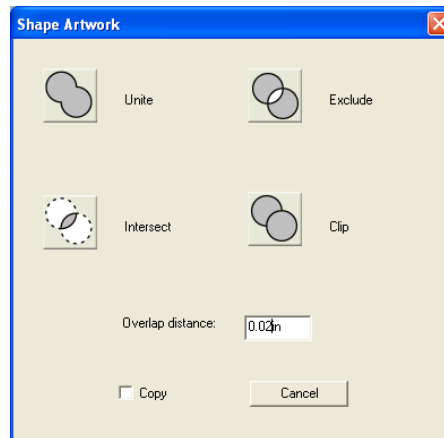 Shape Artwork
Unite
Exclude
Intersect
Clip
Overlap distance: 0.02in
Copy
Cancel